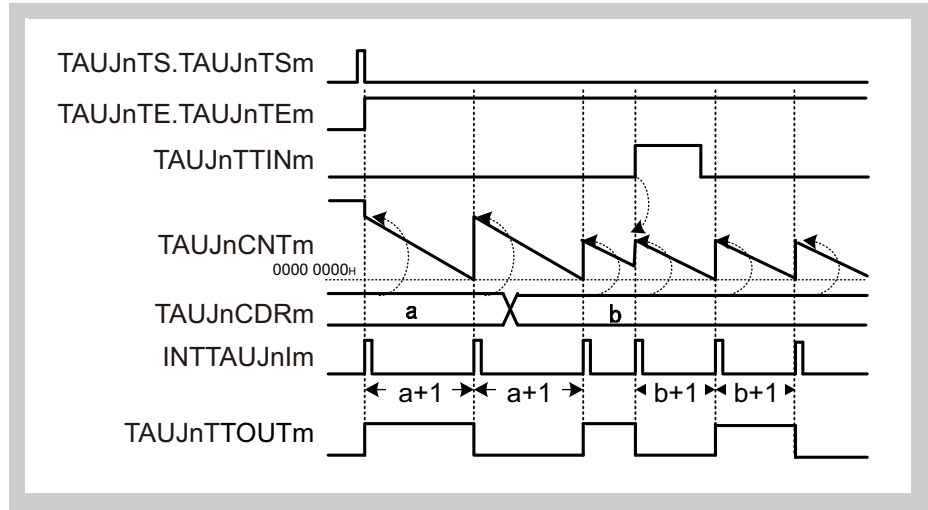 TAUJnTS.TAUJnTSm
TAUJnTE.TAUJnTEm
TAUJnTTINm
TAUJnCNTm
0000 0000H
TAUJnCDRm
a
b
INTTAUJnIm
a+1
a+1
b+1
b+1
TAUJnTTOUTm